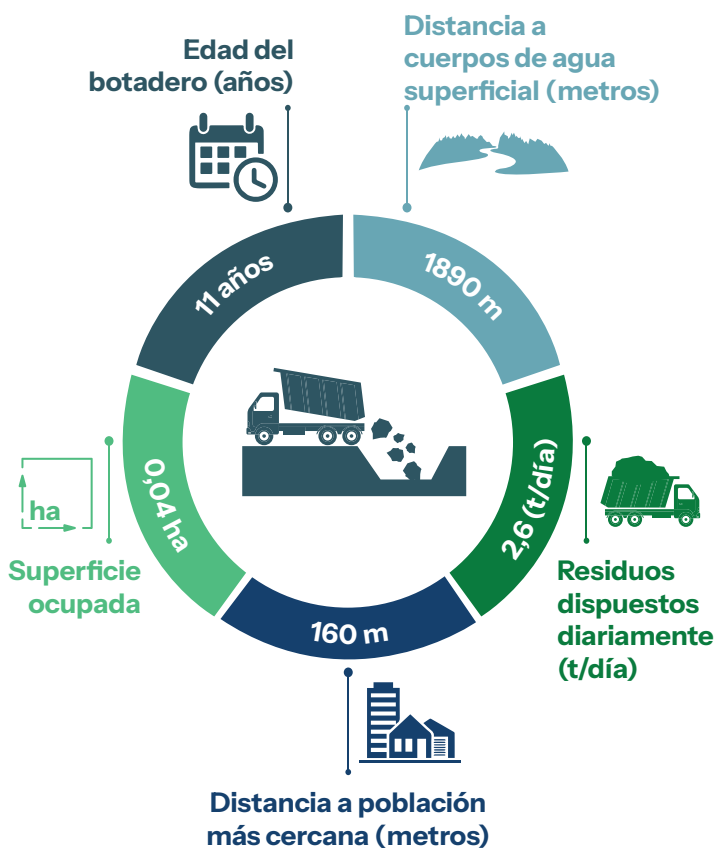 Edad del
botadero (años)
Distancia a
cuerpos de agua
superficial (metros)
11 años
1890 m
0,04 ha
2,6 (t/día)
160 m
ha
Superficie
ocupada
Residuos
dispuestos
diariamente
(t/día)
Distancia a población
más cercana (metros)